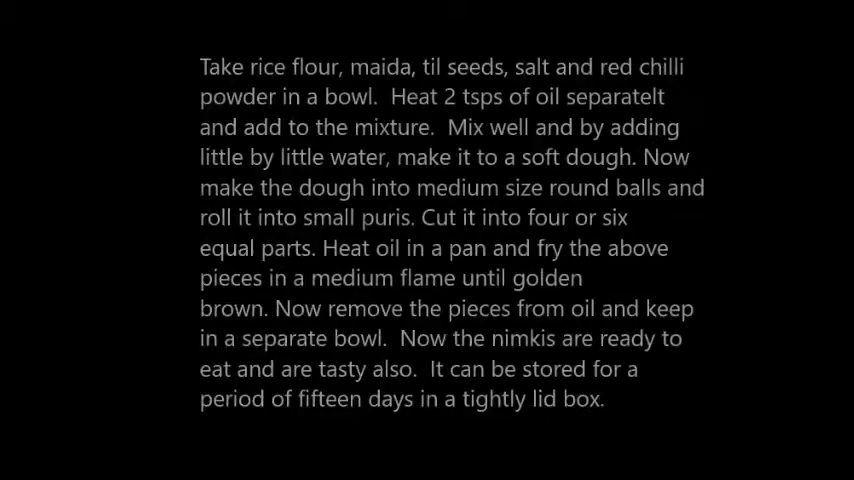 Take rice flour, maida, til seeds, salt and red chilli
powder in a bowl.  Heat 2 tsps of oil separatelt
and add to the mixture.  Mix well and by adding
little by little water, make it to a soft dough. Now
make the dough into medium size round balls and
roll it into small puris. Cut it into four or six
equal parts. Heat oil in a pan and fry the above
pieces in a medium flame until golden
brown. Now remove the pieces from oil and keep
in a separate bowl.  Now the nimkis are ready to
eat and are tasty also.  It can be stored for a
period of fifteen days in a tightly lid box.